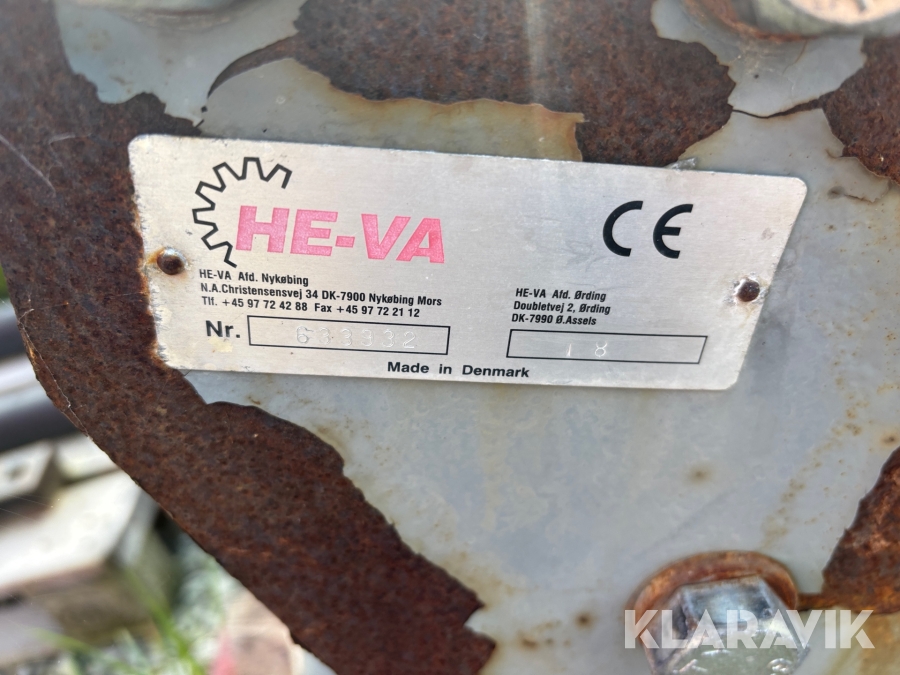 HE-VA
CE
HE-VA Afd. Nykøbing
N.A.Christensensvej 34 DK-7900 Nykøbing Mors
Tlf. +45 97 72 42 88 Fax +45 97 72 21 12
Nr. 633332
HE-VA Afd. Ørding
Doubletvej 2, Ørding
DK-7990 Ø.Assels
18
Made in Denmark
KLARAVIK